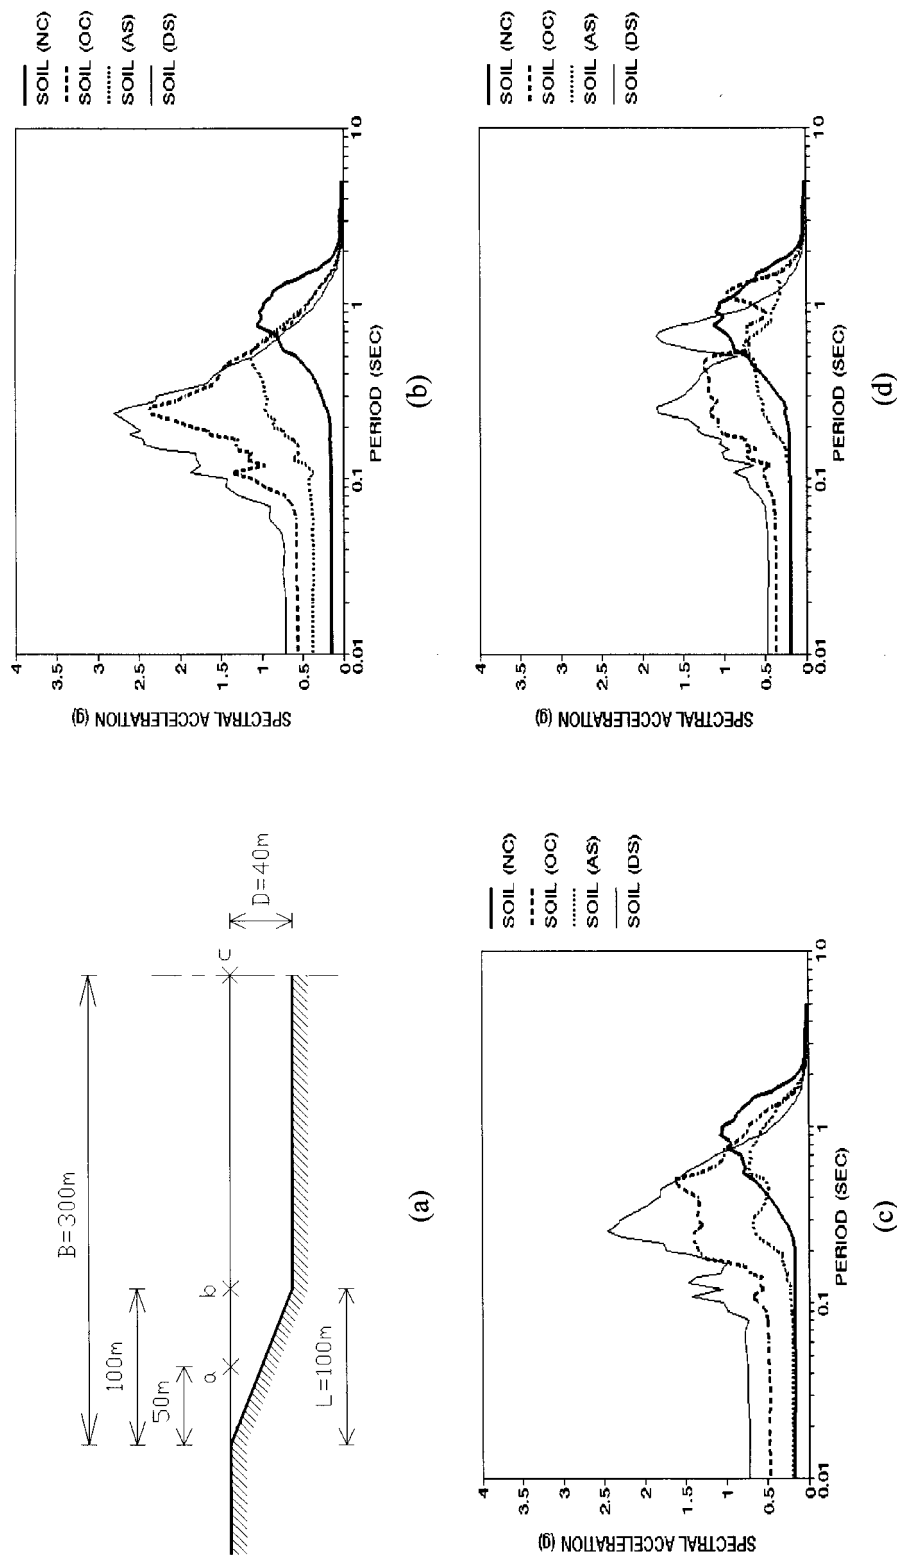 B=300m
100m
50m
a
b
c
D=40m
L=100m
(a)
SPECTRAL ACCELERATION (g)
4
3.5
3
2.5
2
1.5
1
0.5
0
0.01
0.1
1
10
PERIOD (SEC)
SOIL (NC)
SOIL (OC)
SOIL (AS)
SOIL (DS)
(b)
SPECTRAL ACCELERATION (g)
4
3.5
3
2.5
2
1.5
1
0.5
0
0.01
0.1
1
10
PERIOD (SEC)
SOIL (NC)
SOIL (OC)
SOIL (AS)
SOIL (DS)
(c)
SPECTRAL ACCELERATION (g)
4
3.5
3
2.5
2
1.5
1
0.5
0
0.01
0.1
1
10
PERIOD (SEC)
SOIL (NC)
SOIL (OC)
SOIL (AS)
SOIL (DS)
(d)